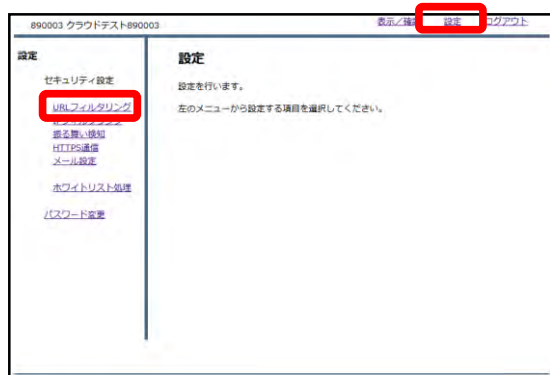 890003 クラウドテスト890003
表示／確認 設定 ログアウト
設定
セキュリティ設定
URLフィルタリング
振る舞い検知
HTTPS通信
メール設定
ホワイトリスト処理
パスワード変更
設定
設定を行います。
左のメニューから設定する項目を選択してください。